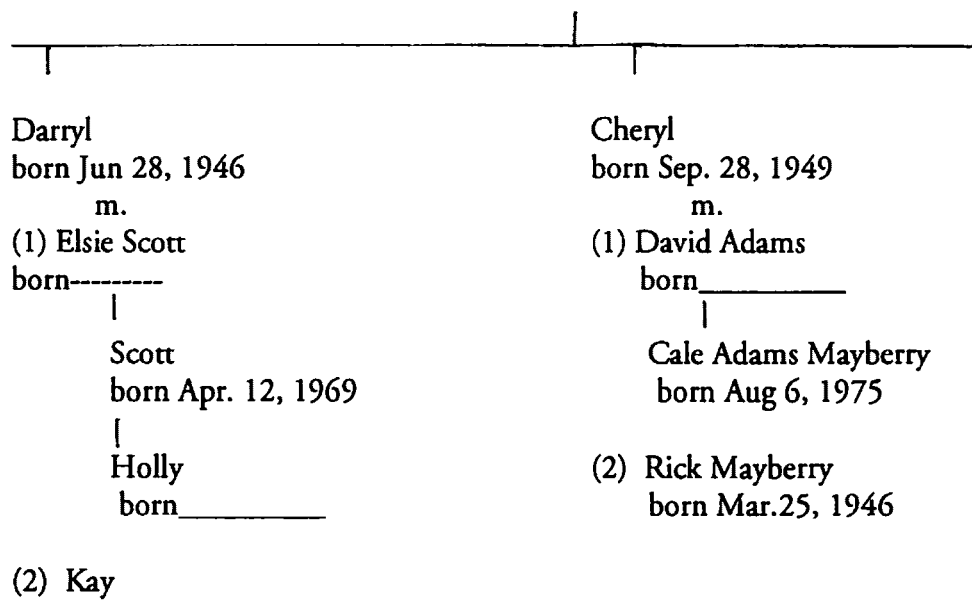 Darryl
born Jun 28, 1946
m.
(1) Elsie Scott
born---------
Scott
born Apr. 12, 1969
Holly
born__________
(2) Kay
Cheryl
born Sep. 28, 1949
m.
(1) David Adams
born__________
Cale Adams Mayberry
born Aug 6, 1975
(2) Rick Mayberry
born Mar.25, 1946